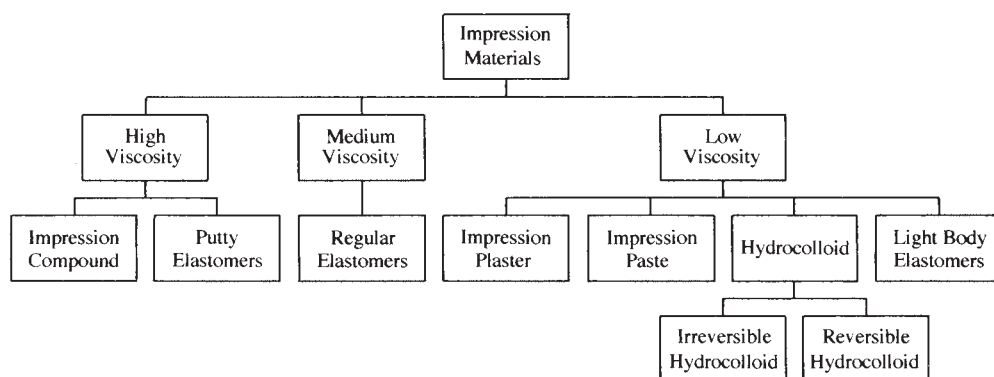 Impression
Materials
High
Viscosity
Medium
Viscosity
Low
Viscosity
Impression
Compound
Putty
Elastomers
Regular
Elastomers
Impression
Plaster
Impression
Paste
Hydrocolloid
Light Body
Elastomers
Irreversible
Hydrocolloid
Reversible
Hydrocolloid